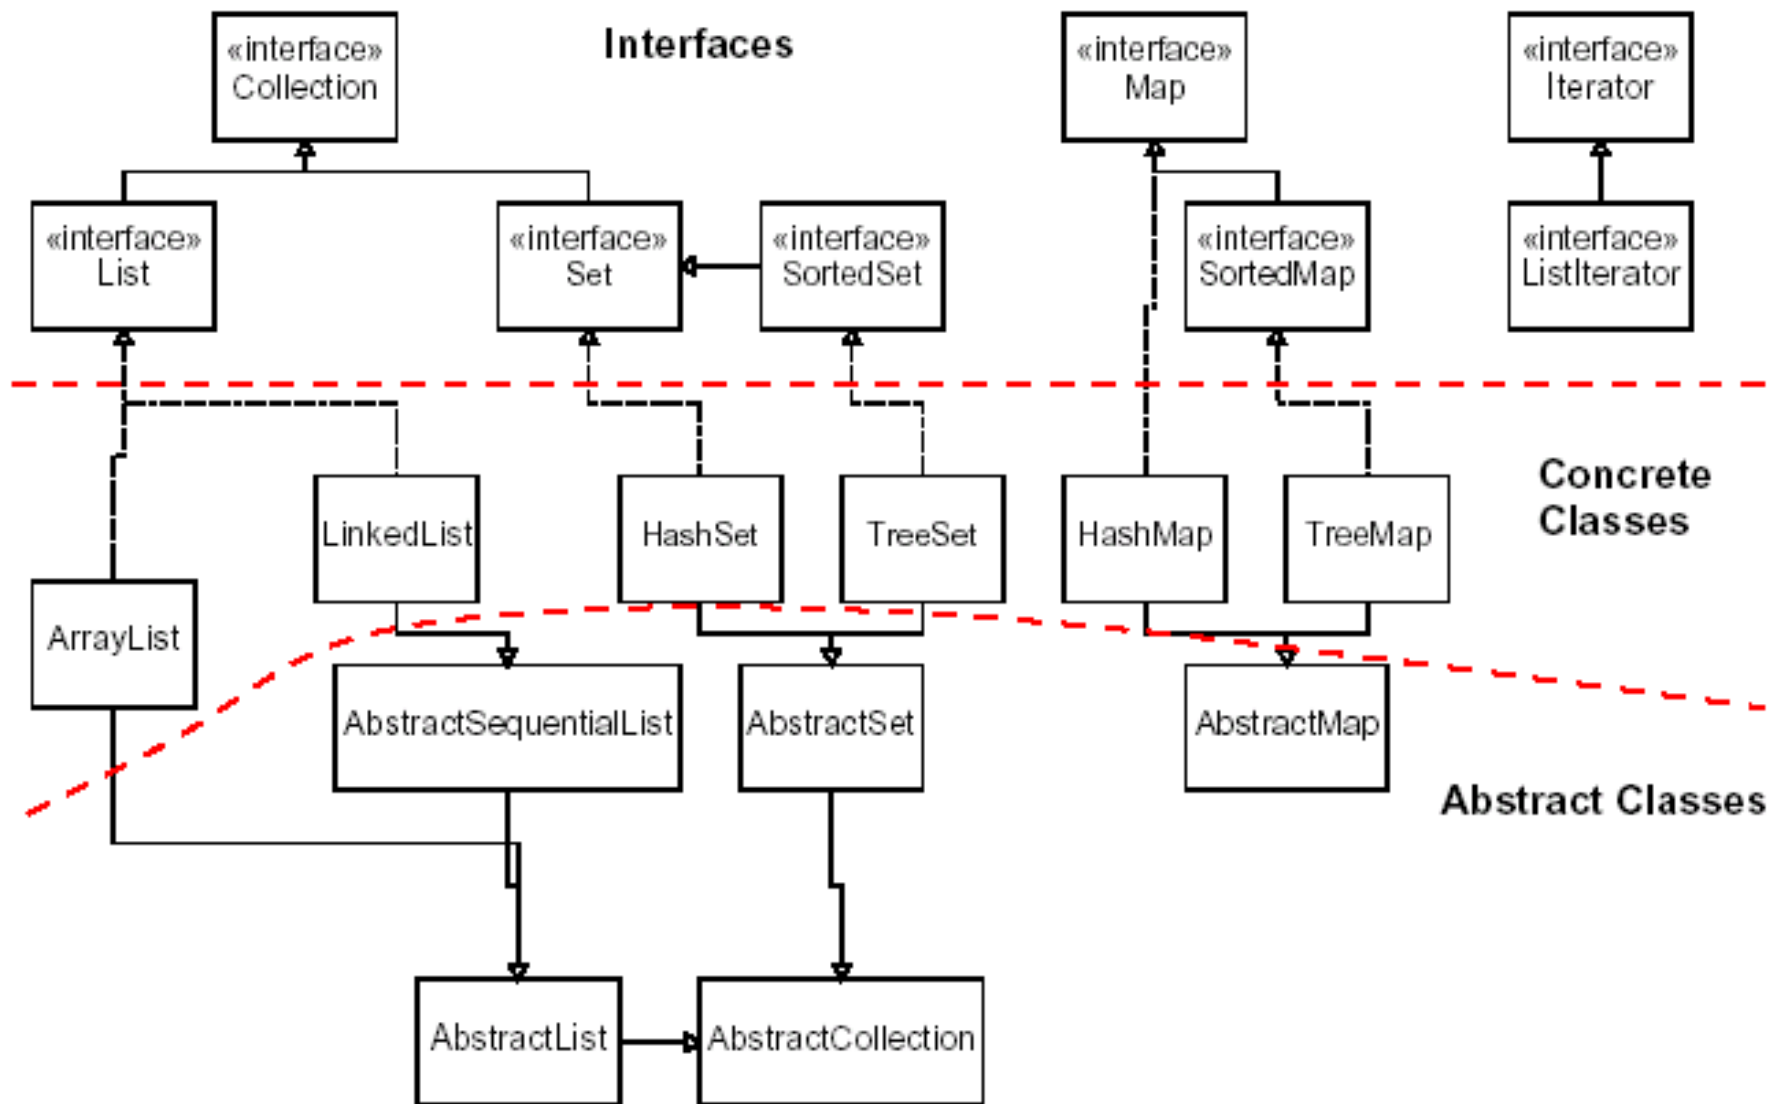 «interface»
Collection
Interfaces
«interface»
Map
«interface»
Iterator
«interface»
List
«interface»
Set
«interface»
SortedSet
«interface»
SortedMap
«interface»
ListIterator
Concrete
Classes
LinkedList
HashSet
TreeSet
HashMap
TreeMap
ArrayList
AbstractSequentialList
AbstractSet
AbstractMap
Abstract Classes
AbstractList
AbstractCollection